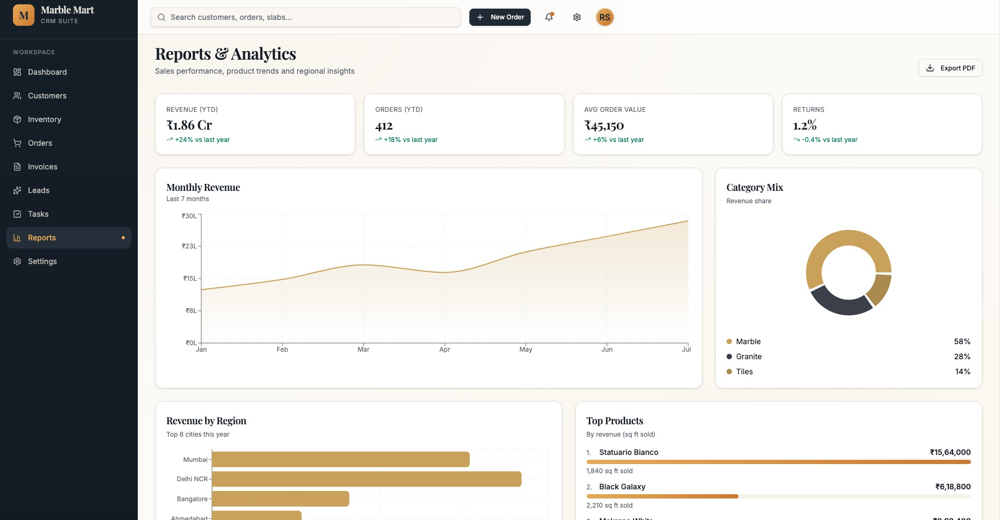 M
Marble Mart
CRM SUITE
WORKSPACE
Dashboard
Customers
Inventory
Orders
Invoices
Leads
Tasks
Reports
Settings
Search customers, orders, slabs...
New Order
RS
Reports & Analytics
Sales performance, product trends and regional insights
Export PDF
REVENUE (YTD)
₹1.86 Cr
+24% vs last year
ORDERS (YTD)
412
+18% vs last year
AVG ORDER VALUE
₹45,150
+6% vs last year
RETURNS
1.2%
-0.4% vs last year
Monthly Revenue
Last 7 months
₹30L
₹23L
₹15L
₹8L
₹0L
Jan Feb Mar Apr May Jun Jul
Category Mix
Revenue share
Marble 58%
Granite 28%
Tiles 14%
Revenue by Region
Top 6 cities this year
Mumbai
Delhi NCR
Bangalore
Ahmedabad
Top Products
By revenue (sq ft sold)
1. Statuario Bianco ₹15,64,000
1,840 sq ft sold
2. Black Galaxy ₹6,18,800
2,210 sq ft sold